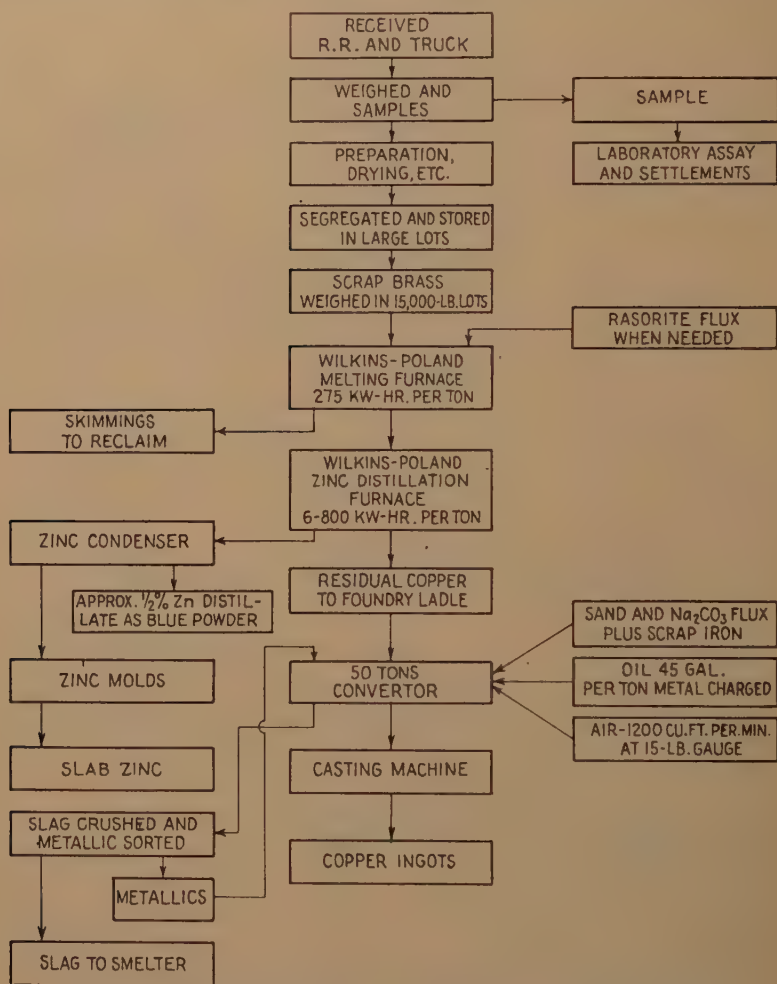 RECEIVED
R.R. AND TRUCK
WEIGHED AND
SAMPLES
SAMPLE
PREPARATION,
DRYING, ETC.
LABORATORY ASSAY
AND SETTLEMENTS
SEGREGATED AND STORED
IN LARGE LOTS
SCRAP BRASS
WEIGHED IN 15,000-LB. LOTS
RASORITE FLUX
WHEN NEEDED
WILKINS-POLAND
MELTING FURNACE
275 KW-HR. PER TON
SKIMMINGS
TO RECLAIM
WILKINS-POLAND
ZINC DISTILLATION
FURNACE
6-800 KW-HR. PER TON
ZINC CONDENSER
APPROX. 1/2% Zn DISTIL-
LATE AS BLUE POWDER
RESIDUAL COPPER
TO FOUNDRY LADLE
SAND AND Na₂CO₃ FLUX
PLUS SCRAP IRON
ZINC MOLDS
50 TONS
CONVERTOR
OIL 45 GAL.
PER TON METAL CHARGED
AIR-1200 CU.FT. PER.MIN.
AT 15-LB. GAUGE
SLAB ZINC
CASTING MACHINE
SLAG CRUSHED AND
METALLIC SORTED
COPPER INGOTS
METALLICS
SLAG TO SMELTER